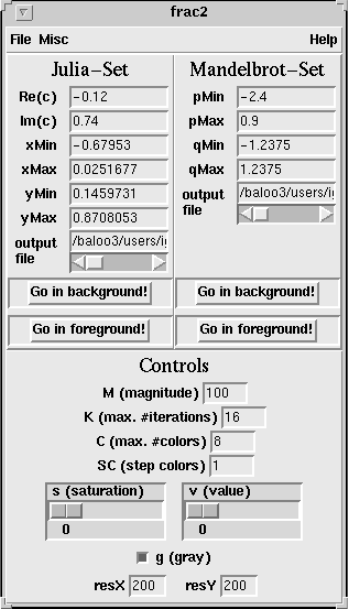 frac2
File Misc Help
Julia-Set
Re(c) -0.12
Im(c) 0.74
xMin -0.67953
xMax 0.0251677
yMin 0.1459731
yMax 0.8708053
output file /baloo3/users/i
Go in background!
Go in foreground!
Mandelbrot-Set
pMin -2.4
pMax 0.9
qMin -1.2375
qMax 1.2375
output file /baloo3/users/i
Go in background!
Go in foreground!
Controls
M (magnitude) 100
K (max. #iterations) 16
C (max. #colors) 8
SC (step colors) 1
s (saturation) v (value)
0 0
g (gray)
resX 200 resY 200